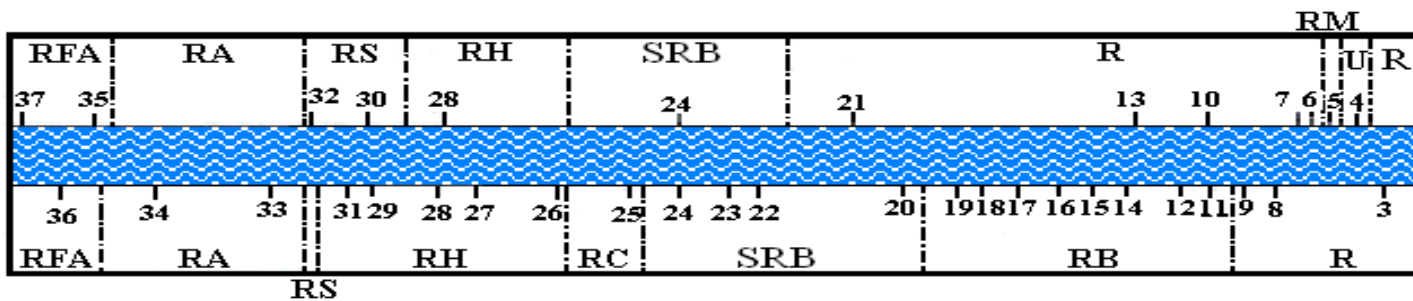 RM
RFA RA RS RH SRB R U R
37 35 32 30 28 24 21 13 10 7 6 5 4
36 34 33 31 29 28 27 26 25 24 23 22 20 19 18 17 16 15 14 12 11 9 8 3
RFA RA RH RC SRB RB R
RS